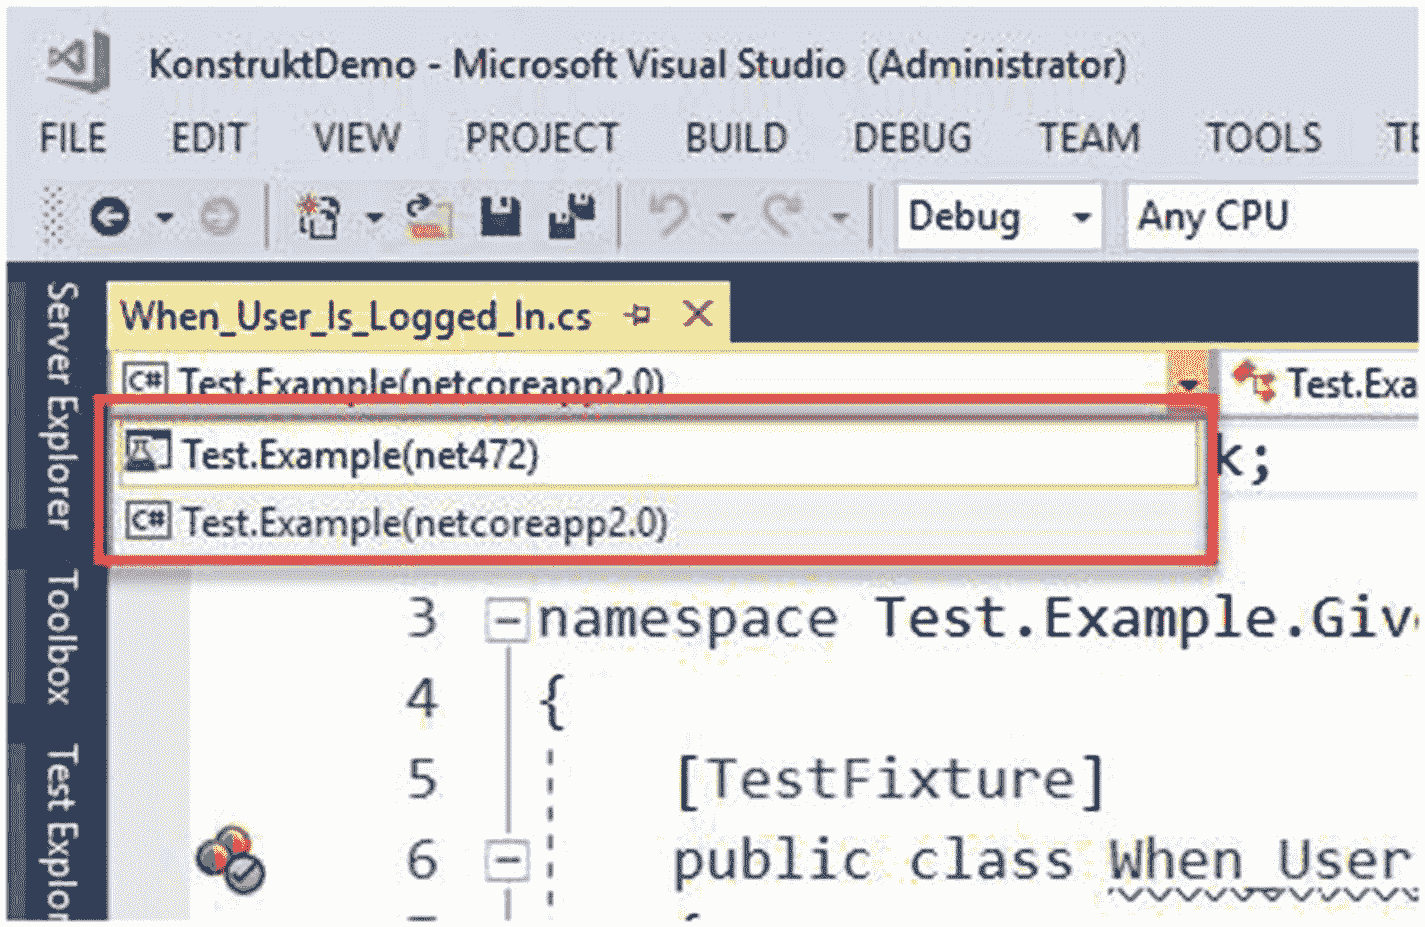 KonstruktDemo - Microsoft Visual Studio (Administrator)
FILE EDIT VIEW PROJECT BUILD DEBUG TEAM TOOLS TE
Debug Any CPU
Server Explorer
Toolbox
Test Explor
When_User_Is_Logged_In.cs
C# Test.Example(netcoreapp2.0) Test.Exa
Test.Example(net472) k;
C# Test.Example(netcoreapp2.0)
3 namespace Test.Example.Giv
4 {
5 [TestFixture]
6 public class When_User